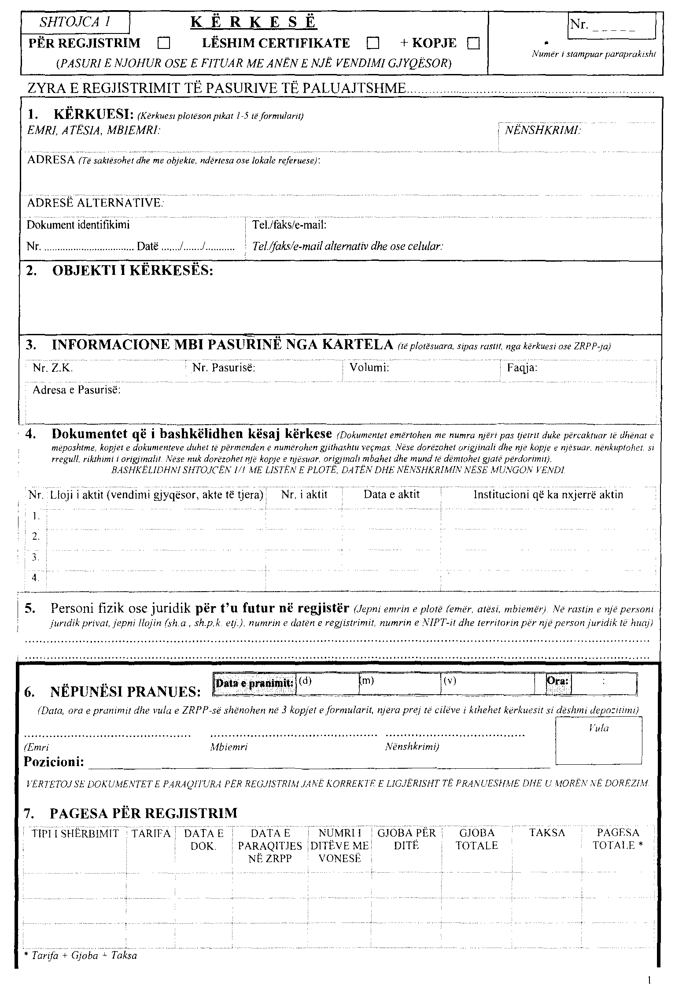 SHTOJCA 1
K Ë R K E S Ë
Nr. _ _ _ _ _
PËR REGJISTRIM ☐ LËSHIM CERTIFIKATE ☐ + KOPJE ☐
(PASURI E NJOHUR OSE E FITUAR ME ANËN E NJË VENDIMI GJYQËSOR)
Numër i stampuar paraprakisht
ZYRA E REGJISTRIMIT TË PASURIVE TË PALUAJTSHME..........
1. KËRKUESI: (Kërkuesi plotëson pikat 1-5 të formularit)
EMRI, ATËSIA, MBIEMRI:
NËNSHKRIMI:
ADRESA (Të saktësohet dhe me objekte, ndërtesa ose lokale referuese):
ADRESË ALTERNATIVE:
Dokument identifikimi
Tel./faks/e-mail:
Nr. .................................. Datë ......./......./...........
Tel./faks/e-mail alternativ dhe ose celular:
2. OBJEKTI I KËRKESËS:
3. INFORMACIONE MBI PASURINË NGA KARTELA (të plotësuara, sipas rastit, nga kërkuesi ose ZRPP-ja)
Nr. Z.K. Nr. Pasurisë: Volumi: Faqja:
Adresa e Pasurisë:
4. Dokumentet që i bashkëlidhen kësaj kërkese (Dokumentet emërtohen me numra njëri pas tjetrit duke përcaktuar të dhënat e
mëposhtme, kopjet e dokumenteve duhet të përmenden e numërohen gjithashtu veçmas. Nëse dorëzohet origjinali dhe një kopje e njësuar, nënkuptohet, si
rregull, rikthimi i origjinalit. Nëse nuk dorëzohet një kopje e njësuar, origjinali mbahet dhe mund të dëmtohet gjatë përdorimit).
BASHKËLIDHNI SHTOJCËN 1/1 ME LISTËN E PLOTË, DATËN DHE NËNSHKRIMIN NËSE MUNGON VENDI.
Nr. Lloji i aktit (vendimi gjyqësor, akte të tjera) Nr. i aktit Data e aktit Institucioni që ka nxjerrë aktin
1.
2.
3.
4.
5. Personi fizik ose juridik për t'u futur në regjistër (Jepni emrin e plotë (emër, atësi, mbiemër). Në rastin e një personi
juridik privat, jepni llojin (sh.a., sh.p.k. etj.), numrin e datën e regjistrimit, numrin e NIPT-it dhe territorin për një person juridik të huaj)
6. NËPUNËSI PRANUES: Data e pranimit: (d) (m) (v) Ora: :
(Data, ora e pranimit dhe vula e ZRPP-së shënohen në 3 kopjet e formularit, njëra prej të cilëve i kthehet kërkuesit si dëshmi depozitimi)
Vula
(Emri Mbiemri Nënshkrimi)
Pozicioni:
VËRTETOJ SE DOKUMENTET E PARAQITURA PËR REGJISTRIM JANË KORREKTE E LIGJËRISHT TË PRANUESHME DHE U MORËN NË DORËZIM.
7. PAGESA PËR REGJISTRIM
TIPI I SHËRBIMIT TARIFA DATA E DATA E NUMRI I GJOBA PËR GJOBA TAKSA PAGESA
DOK. PARAQITJES DITËVE ME DITË TOTALE TOTALE *
NË ZRPP VONESË
* Tarifa + Gjoba + Taksa
1